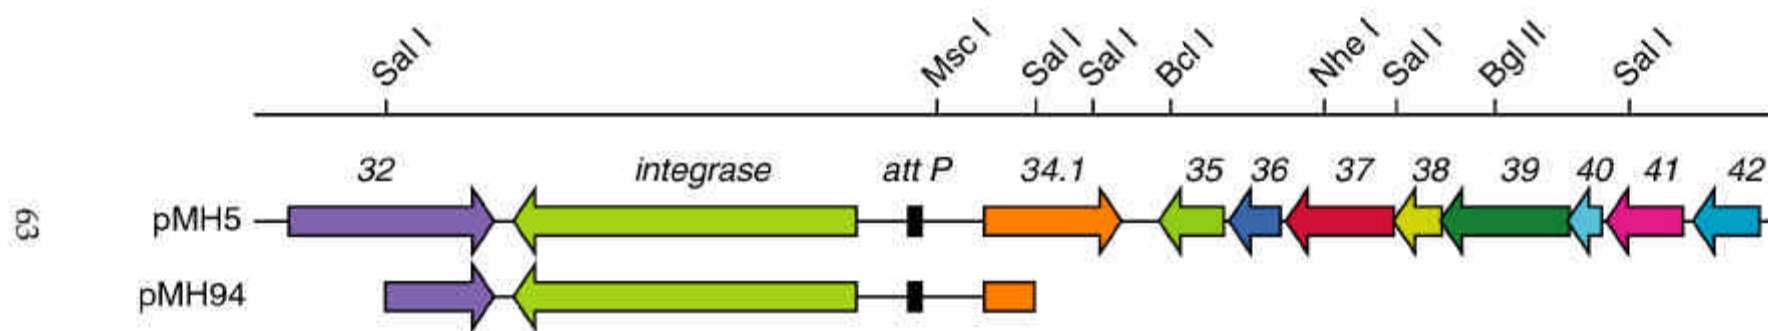 Sal I Msc I Sal I Sal I Bcl I Nhe I Sal I Bgl II Sal I
32 integrase att P 34.1 35 36 37 38 39 40 41 42
pMH5
63
pMH94